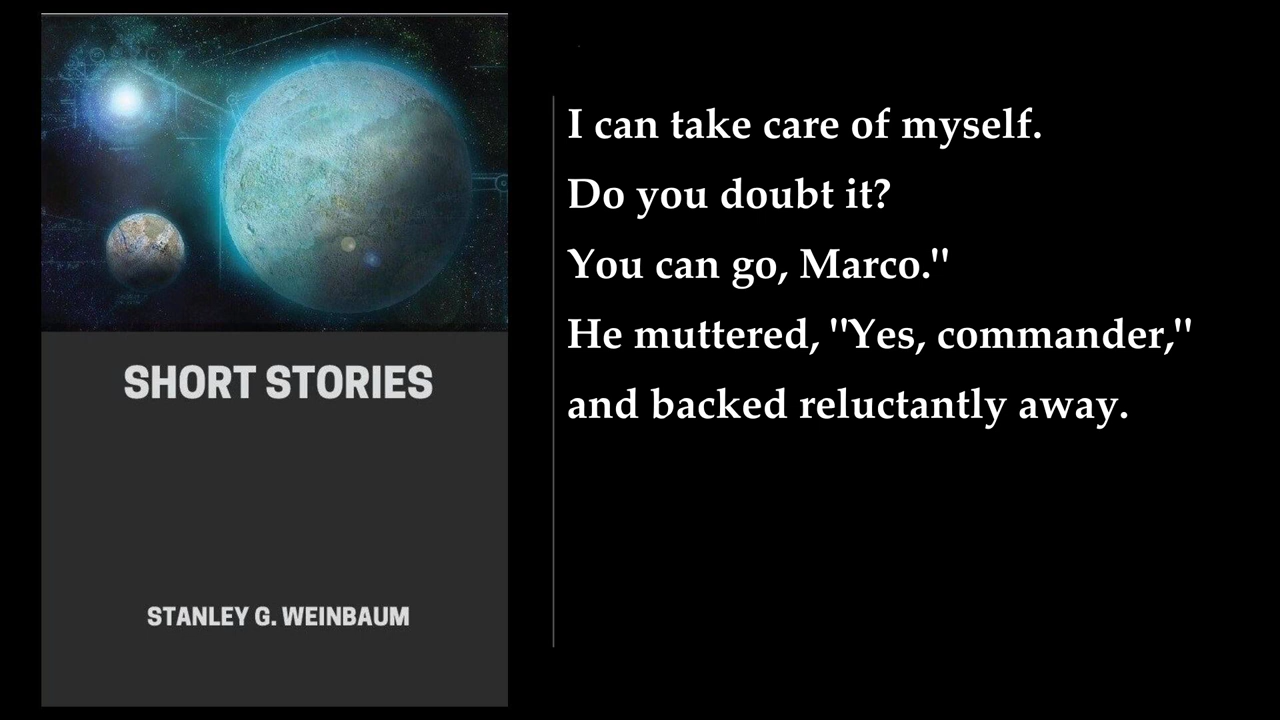 SHORT STORIES
STANLEY G. WEINBAUM
I can take care of myself.
Do you doubt it?
You can go, Marco."
He muttered, "Yes, commander,"
and backed reluctantly away.